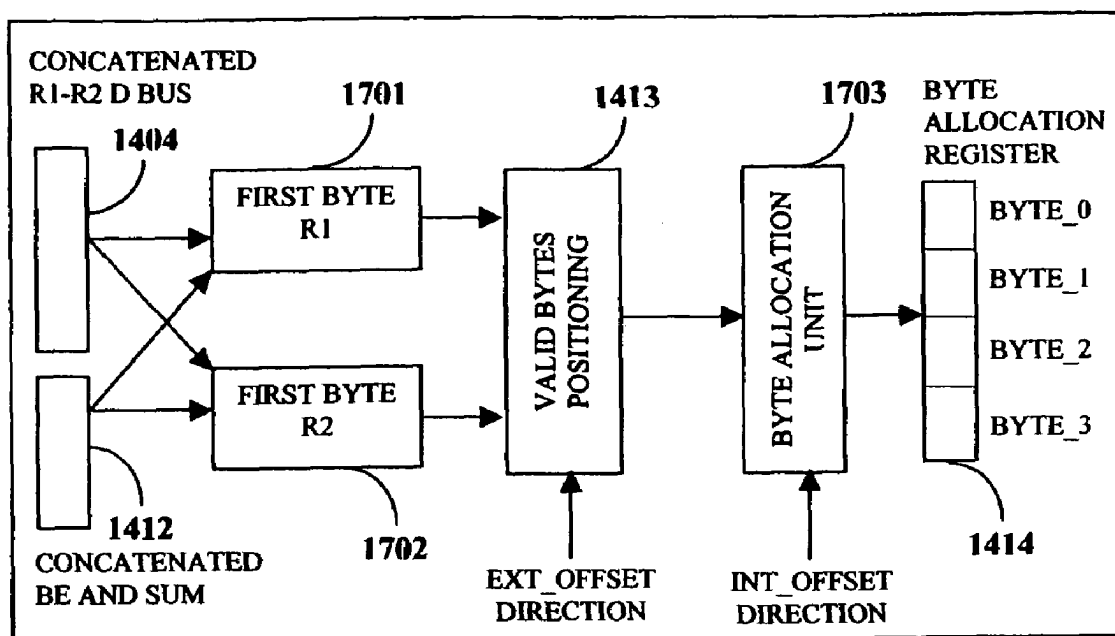 CONCATENATED
R1-R2 D BUS
1404
1701
1413
1703
BYTE
ALLOCATION
REGISTER
FIRST BYTE
R1
VALID BYTES
POSITIONING
BYTE ALLOCATION
UNIT
BYTE_0
BYTE_1
BYTE_2
BYTE_3
FIRST BYTE
R2
1412
CONCATENATED
BE AND SUM
1702
EXT_OFFSET
DIRECTION
INT_OFFSET
DIRECTION
1414